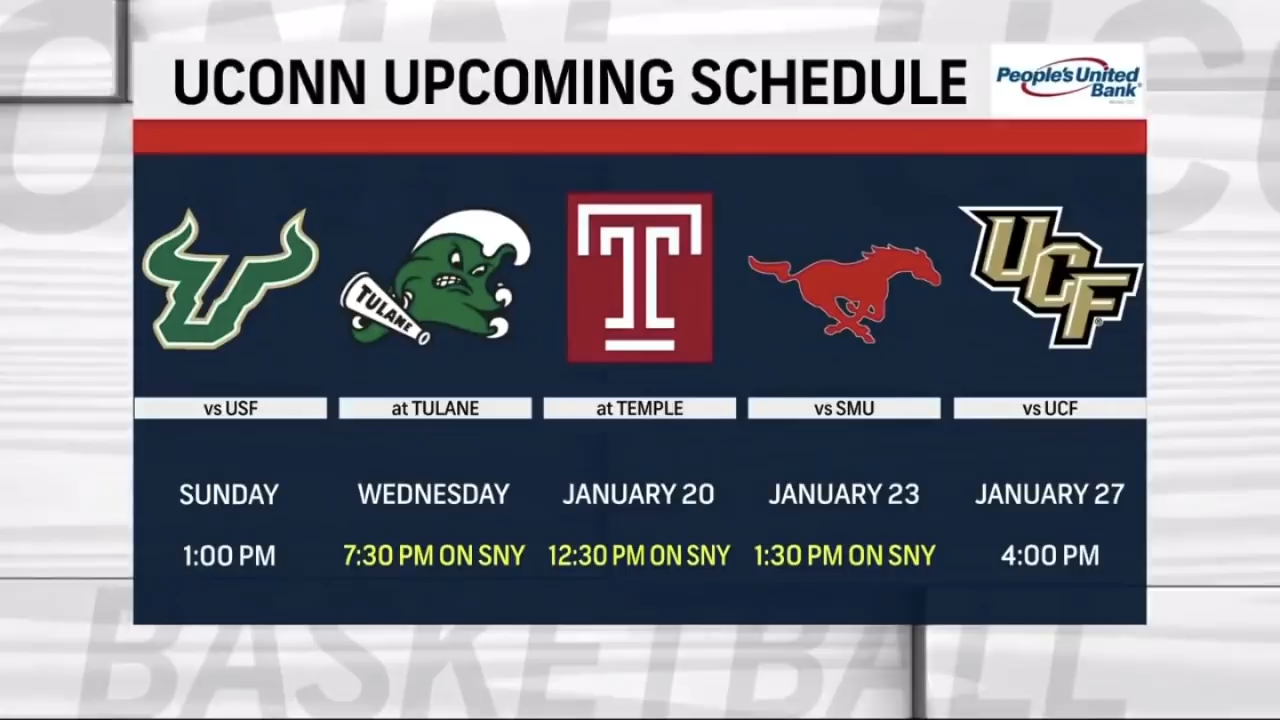 UCONN UPCOMING SCHEDULE
People's United
Bank
TULANE
T
UCF
vs USF
at TULANE
at TEMPLE
vs SMU
vs UCF
SUNDAY
WEDNESDAY
JANUARY 20
JANUARY 23
JANUARY 27
1:00 PM
7:30 PM ON SNY
12:30 PM ON SNY
1:30 PM ON SNY
4:00 PM
BASKETBALL